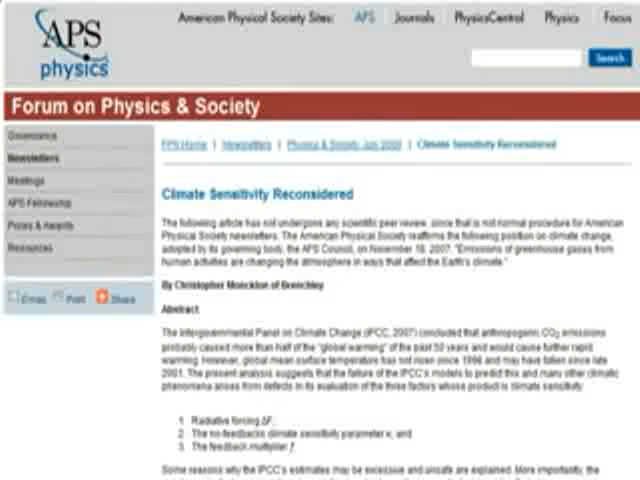 American Physical Society Sites: APS Journals PhysicsCentral Physics Focus
APS
physics
Search
Forum on Physics & Society
Governance
Newsletters
Meetings
APS Fellowship
Prizes & Awards
Resources
Email Print Share
FPS Home | Newsletters | Physics & Society, July 2008 | Climate Sensitivity Reconsidered
Climate Sensitivity Reconsidered
The following article has not undergone any scientific peer review, since that is not normal procedure for American
Physical Society newsletters. The American Physical Society reaffirms the following position on climate change,
adopted by its governing body, the APS Council, on November 18, 2007: "Emissions of greenhouse gases from
human activities are changing the atmosphere in ways that affect the Earth's climate."
By Christopher Monckton of Brenchley
Abstract
The Intergovernmental Panel on Climate Change (IPCC, 2007) concluded that anthropogenic CO₂ emissions
probably caused more than half of the "global warming" of the past 50 years and would cause further rapid
warming. However, global mean surface temperature has not risen since 1998 and may have fallen since late
2001. The present analysis suggests that the failure of the IPCC's models to predict this and many other climatic
phenomena arises from defects in its evaluation of the three factors whose product is climate sensitivity:
1. Radiative forcing ΔF;
2. The no-feedbacks climate sensitivity parameter κ; and
3. The feedback multiplier f.
Some reasons why the IPCC's estimates may be excessive and unsafe are explained. More importantly, the